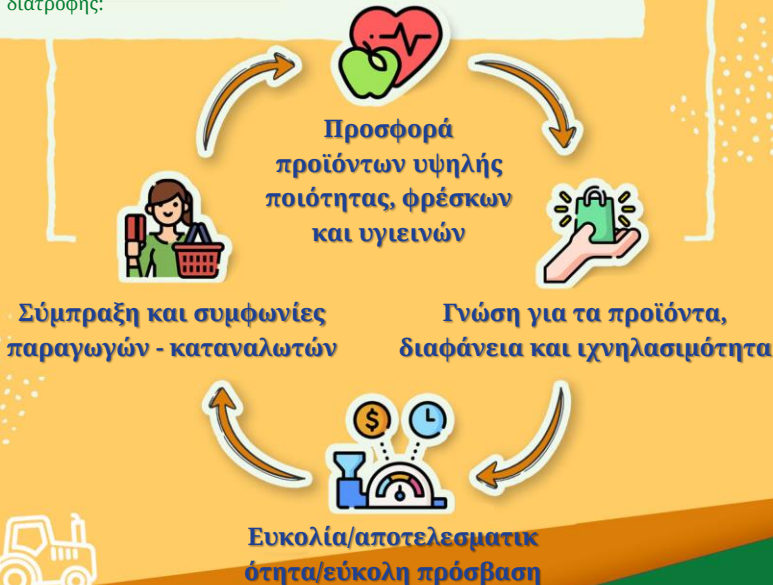 διατροφής:
Προσφορά
προϊόντων υψηλής
ποιότητας, φρέσκων
και υγιεινών
Σύμπραξη και συμφωνίες
παραγωγών - καταναλωτών
Γνώση για τα προϊόντα,
διαφάνεια και ιχνηλασιμότητα
Ευκολία/αποτελεσματικ
ότητα/εύκολη πρόσβαση